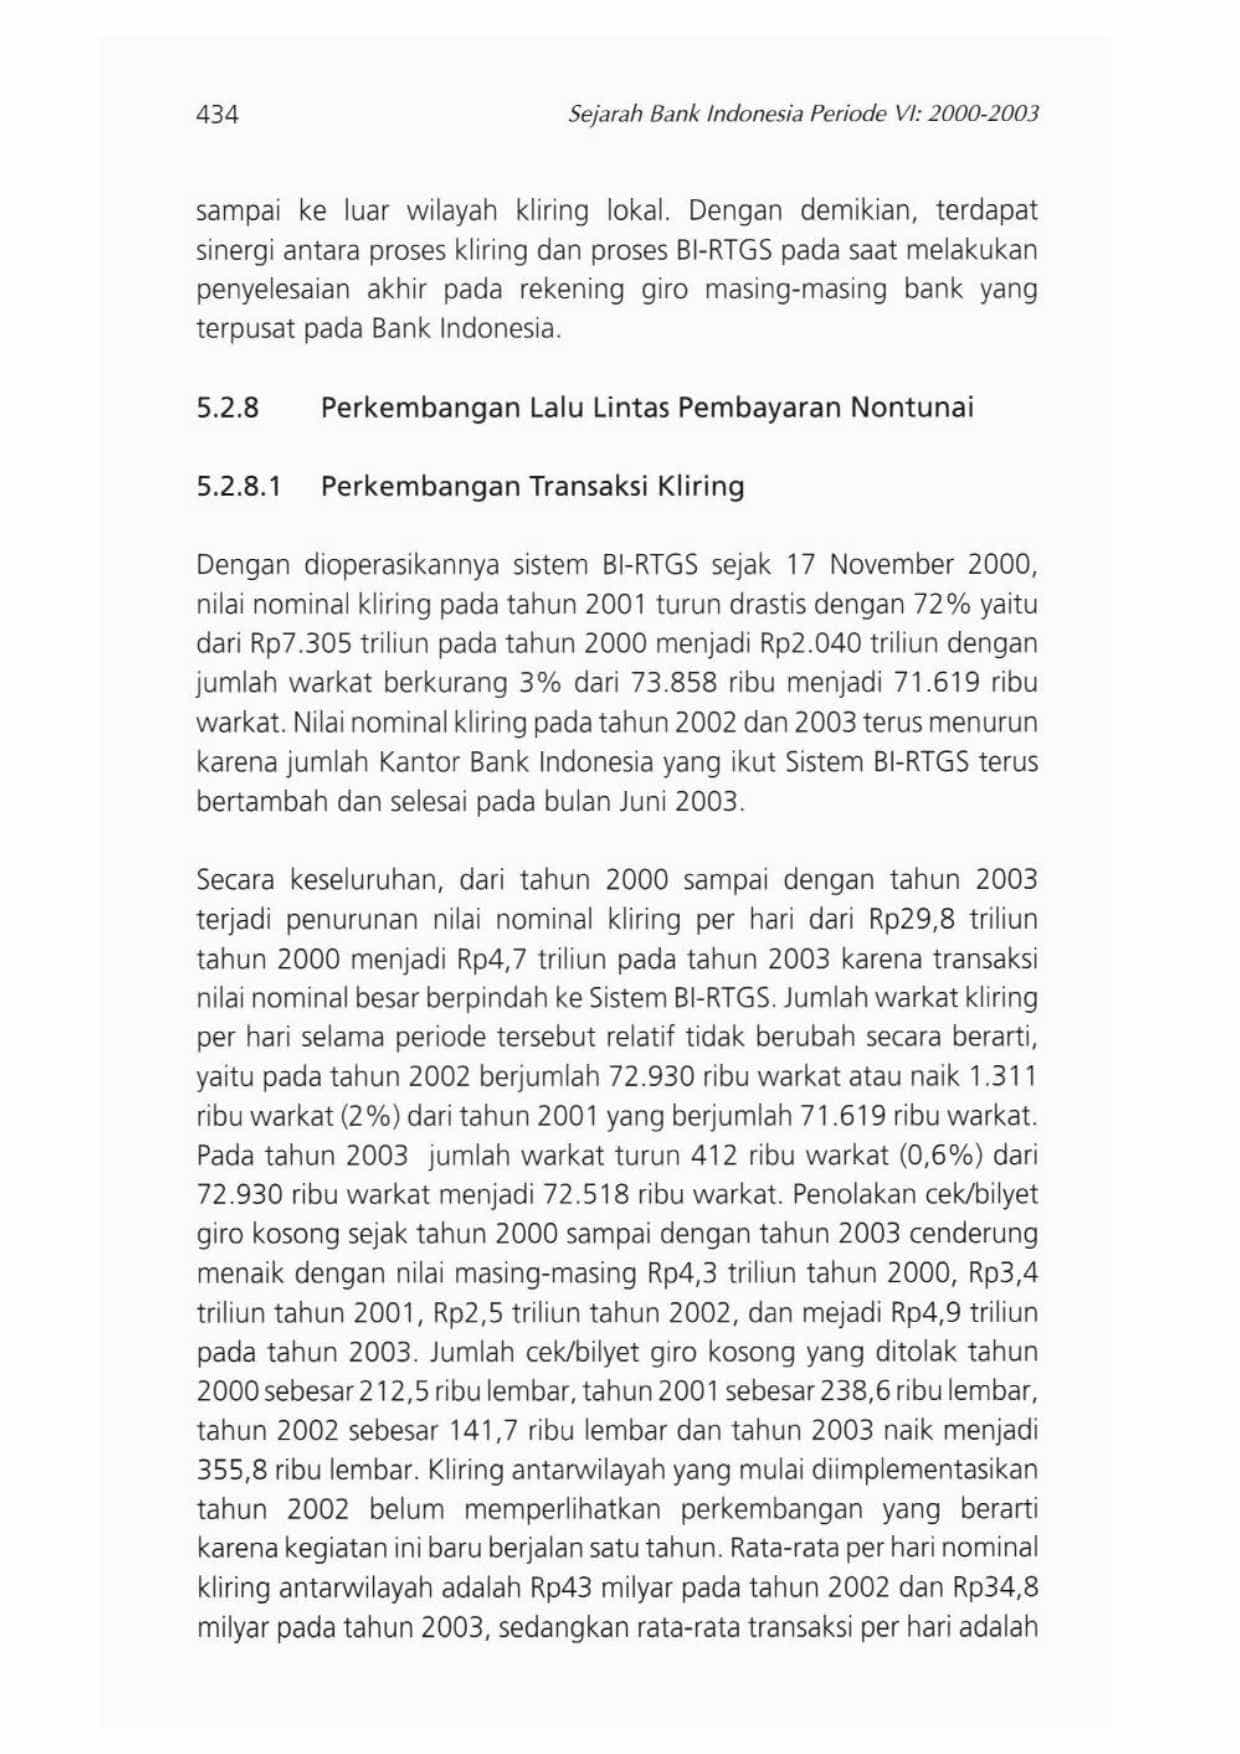 434
Sejarah Bank Indonesia Periode VI: 2000-2003
sampai ke luar wilayah kliring lokal. Dengan demikian, terdapat
sinergi antara proses kliring dan proses BI-RTGS pada saat melakukan
penyelesaian akhir pada rekening giro masing-masing bank yang
terpusat pada Bank Indonesia.
5.2.8 Perkembangan Lalu Lintas Pembayaran Nontunai
5.2.8.1 Perkembangan Transaksi Kliring
Dengan dioperasikannya sistem BI-RTGS sejak 17 November 2000,
nilai nominal kliring pada tahun 2001 turun drastis dengan 72% yaitu
dari Rp7.305 triliun pada tahun 2000 menjadi Rp2.040 triliun dengan
jumlah warkat berkurang 3% dari 73.858 ribu menjadi 71.619 ribu
warkat. Nilai nominal kliring pada tahun 2002 dan 2003 terus menurun
karena jumlah Kantor Bank Indonesia yang ikut Sistem BI-RTGS terus
bertambah dan selesai pada bulan Juni 2003.
Secara keseluruhan, dari tahun 2000 sampai dengan tahun 2003
terjadi penurunan nilai nominal kliring per hari dari Rp29,8 triliun
tahun 2000 menjadi Rp4,7 triliun pada tahun 2003 karena transaksi
nilai nominal besar berpindah ke Sistem BI-RTGS. Jumlah warkat kliring
per hari selama periode tersebut relatif tidak berubah secara berarti,
yaitu pada tahun 2002 berjumlah 72.930 ribu warkat atau naik 1.311
ribu warkat (2%) dari tahun 2001 yang berjumlah 71.619 ribu warkat.
Pada tahun 2003 jumlah warkat turun 412 ribu warkat (0,6%) dari
72.930 ribu warkat menjadi 72.518 ribu warkat. Penolakan cek/bilyet
giro kosong sejak tahun 2000 sampai dengan tahun 2003 cenderung
menaik dengan nilai masing-masing Rp4,3 triliun tahun 2000, Rp3,4
triliun tahun 2001, Rp2,5 triliun tahun 2002, dan mejadi Rp4,9 triliun
pada tahun 2003. Jumlah cek/bilyet giro kosong yang ditolak tahun
2000 sebesar 212,5 ribu lembar, tahun 2001 sebesar 238,6 ribu lembar,
tahun 2002 sebesar 141,7 ribu lembar dan tahun 2003 naik menjadi
355,8 ribu lembar. Kliring antarwilayah yang mulai diimplementasikan
tahun 2002 belum memperlihatkan perkembangan yang berarti
karena kegiatan ini baru berjalan satu tahun. Rata-rata per hari nominal
kliring antarwilayah adalah Rp43 milyar pada tahun 2002 dan Rp34,8
milyar pada tahun 2003, sedangkan rata-rata transaksi per hari adalah